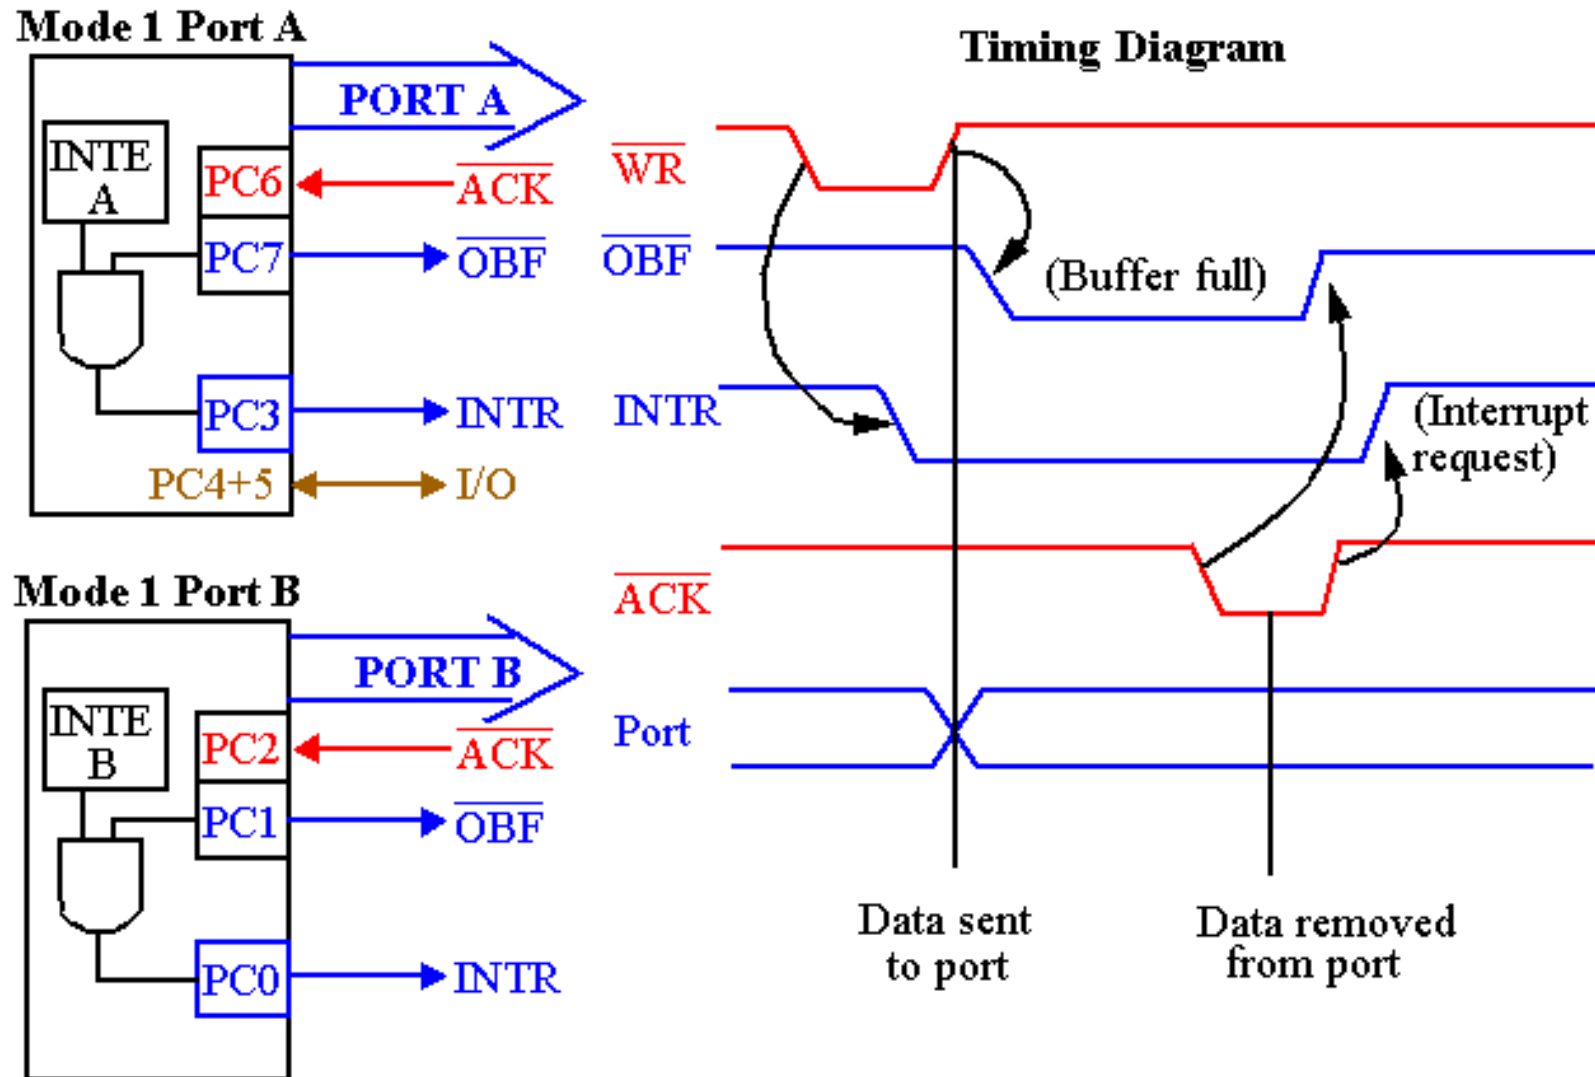 Mode 1 Port A
PORT A
INTE
A
PC6
ACK
PC7
OBF
PC3
INTR
PC4+5
I/O
Mode 1 Port B
PORT B
INTE
B
PC2
ACK
PC1
OBF
PC0
INTR
Timing Diagram
WR
OBF
(Buffer full)
INTR
(Interrupt
request)
ACK
Port
Data sent
to port
Data removed
from port